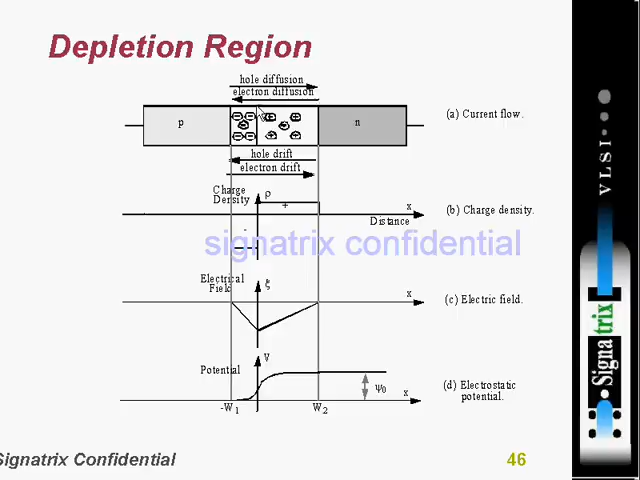 Depletion Region
hole diffusion
electron diffusion
p
n
(a) Current flow.
hole drift
electron drift
Charge
Density
ρ
x
+
-
Distance
(b) Charge density.
signatrix confidential
Electrical
Field
ξ
x
(c) Electric field.
V
Potential
ψ0
x
(d) Electrostatic
potential.
-W1
W2
Signatrix Confidential
46
VLSI
Signatrix